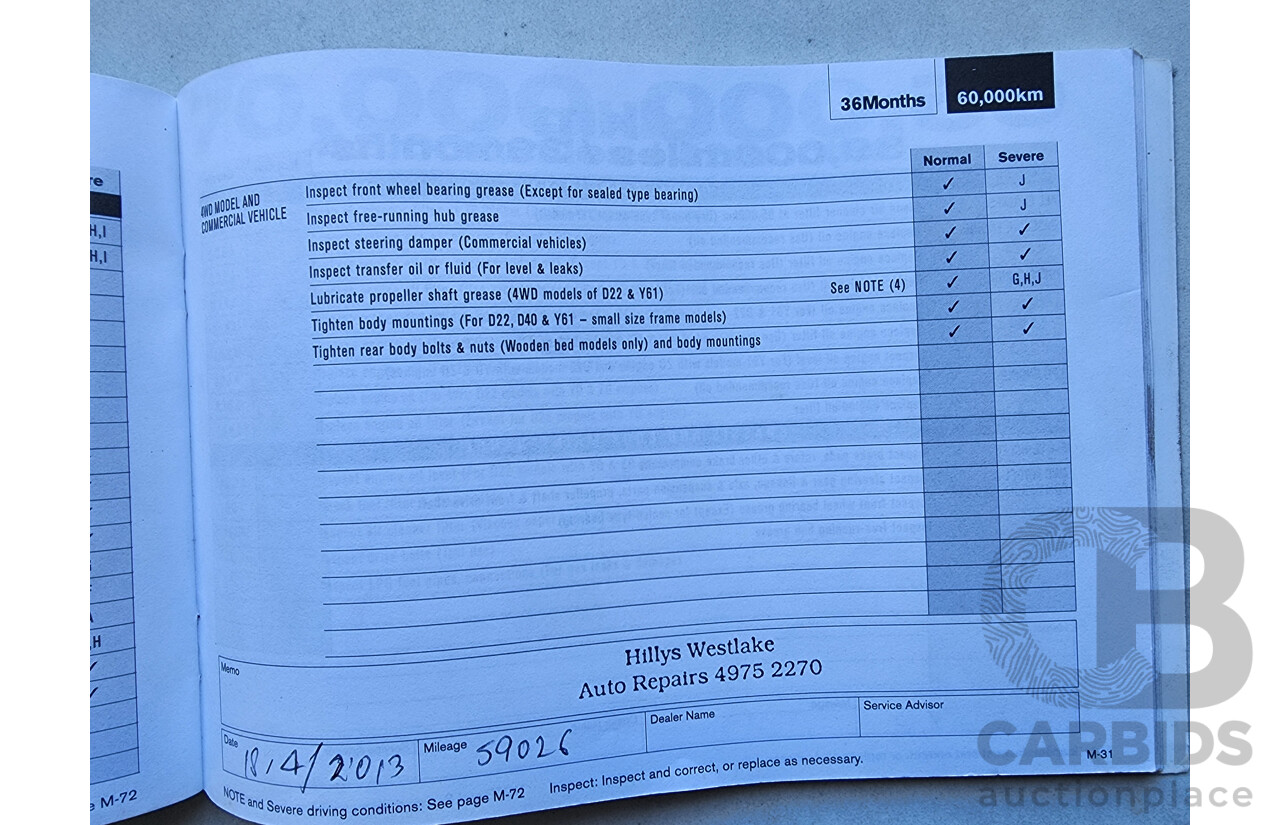 36Months 60,000km
Normal Severe
4WD MODEL AND
COMMERCIAL VEHICLE
Inspect front wheel bearing grease (Except for sealed type bearing) ✓ J
Inspect free-running hub grease ✓ J
Inspect steering damper (Commercial vehicles) ✓ ✓
Inspect transfer oil or fluid (For level & leaks) ✓ ✓
Lubricate propeller shaft grease (4WD models of D22 & Y61) See NOTE (4) ✓ G,H,J
Tighten body mountings (For D22, D40 & Y61 – small size frame models) ✓ ✓
Tighten rear body bolts & nuts (Wooden bed models only) and body mountings ✓ ✓
Memo
Hillys Westlake
Auto Repairs 4975 2270
Date 18.4/2013 Mileage 59026 Dealer Name Service Advisor
NOTE and Severe driving conditions: See page M-72 Inspect: Inspect and correct, or replace as necessary. M-31
re
H,I
H,I
,H
e M-72
CB
CARBIDS
auctionplace